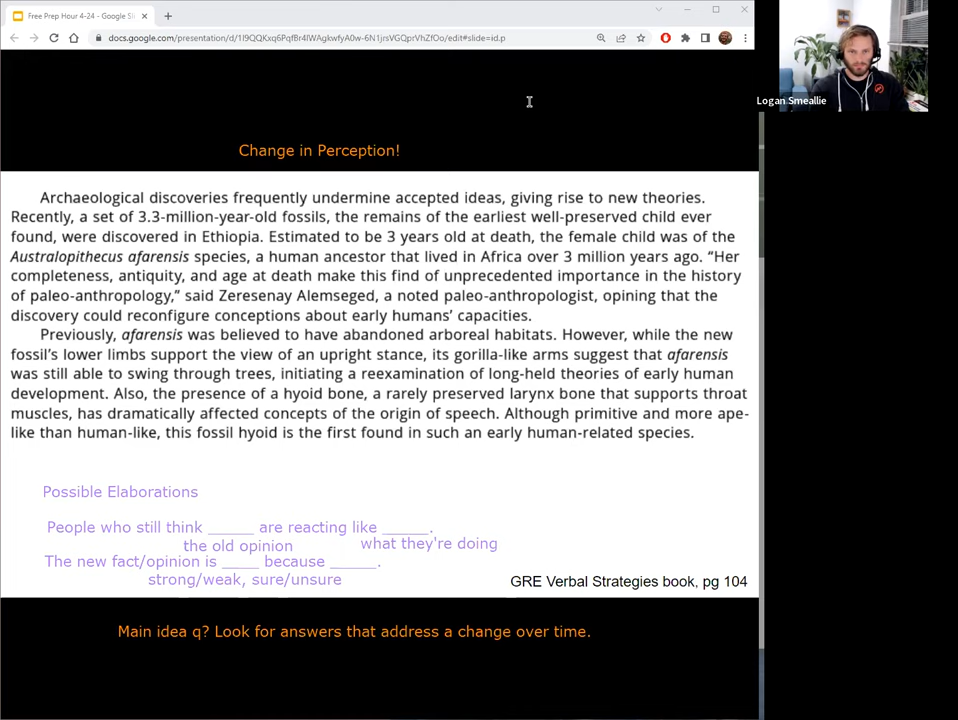 Free Prep Hour 4-24 - Google Sli
docs.google.com/presentation/d/1I9QQKxq6PqfBr4lWAgkwfyA0w-6N1jrsVGQprVhZfOo/edit#slide=id.p
Logan Smeallie
Change in Perception!
Archaeological discoveries frequently undermine accepted ideas, giving rise to new theories.
Recently, a set of 3.3-million-year-old fossils, the remains of the earliest well-preserved child ever
found, were discovered in Ethiopia. Estimated to be 3 years old at death, the female child was of the
Australopithecus afarensis species, a human ancestor that lived in Africa over 3 million years ago. “Her
completeness, antiquity, and age at death make this find of unprecedented importance in the history
of paleo-anthropology,” said Zeresenay Alemseged, a noted paleo-anthropologist, opining that the
discovery could reconfigure conceptions about early humans’ capacities.
Previously, afarensis was believed to have abandoned arboreal habitats. However, while the new
fossil’s lower limbs support the view of an upright stance, its gorilla-like arms suggest that afarensis
was still able to swing through trees, initiating a reexamination of long-held theories of early human
development. Also, the presence of a hyoid bone, a rarely preserved larynx bone that supports throat
muscles, has dramatically affected concepts of the origin of speech. Although primitive and more ape-
like than human-like, this fossil hyoid is the first found in such an early human-related species.
Possible Elaborations
People who still think _____ are reacting like _____.
the old opinion what they're doing
The new fact/opinion is ____ because _____.
strong/weak, sure/unsure
GRE Verbal Strategies book, pg 104
Main idea q? Look for answers that address a change over time.